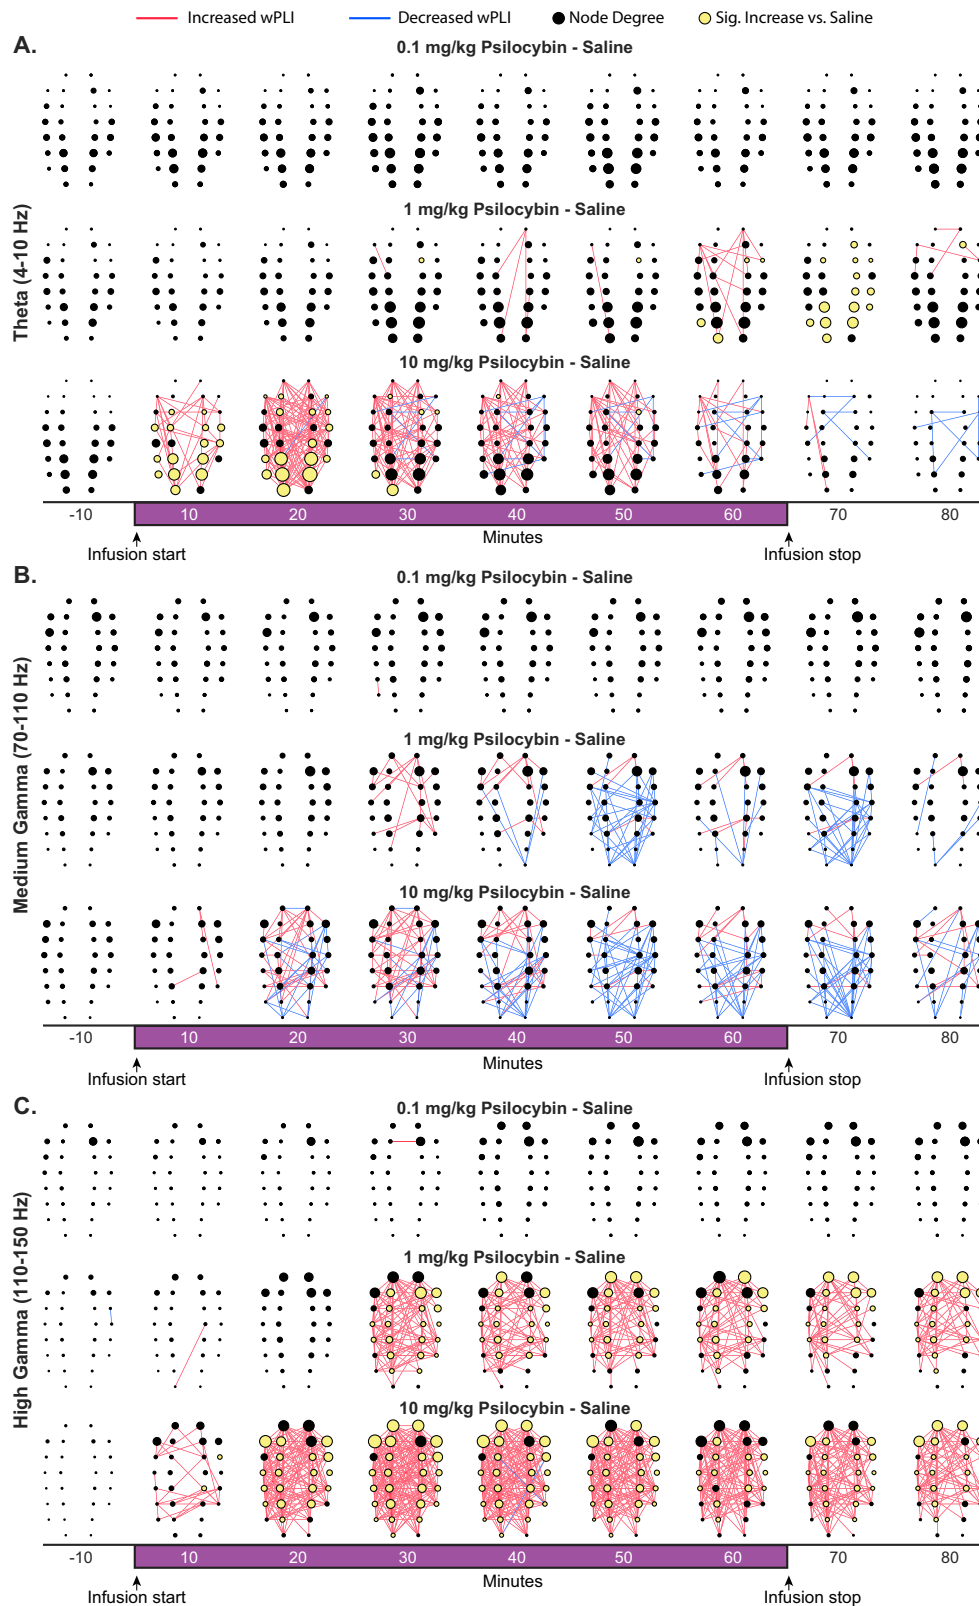 Increased wPLI Decreased wPLI Node Degree Sig. Increase vs. Saline
A.
0.1 mg/kg Psilocybin - Saline
1 mg/kg Psilocybin - Saline
10 mg/kg Psilocybin - Saline
Theta (4-10 Hz)
-10 10 20 30 40 50 60 70 80
Minutes
Infusion start Infusion stop
B.
0.1 mg/kg Psilocybin - Saline
1 mg/kg Psilocybin - Saline
10 mg/kg Psilocybin - Saline
Medium Gamma (70-110 Hz)
-10 10 20 30 40 50 60 70 80
Minutes
Infusion start Infusion stop
C.
0.1 mg/kg Psilocybin - Saline
1 mg/kg Psilocybin - Saline
10 mg/kg Psilocybin - Saline
High Gamma (110-150 Hz)
-10 10 20 30 40 50 60 70 80
Minutes
Infusion start Infusion stop